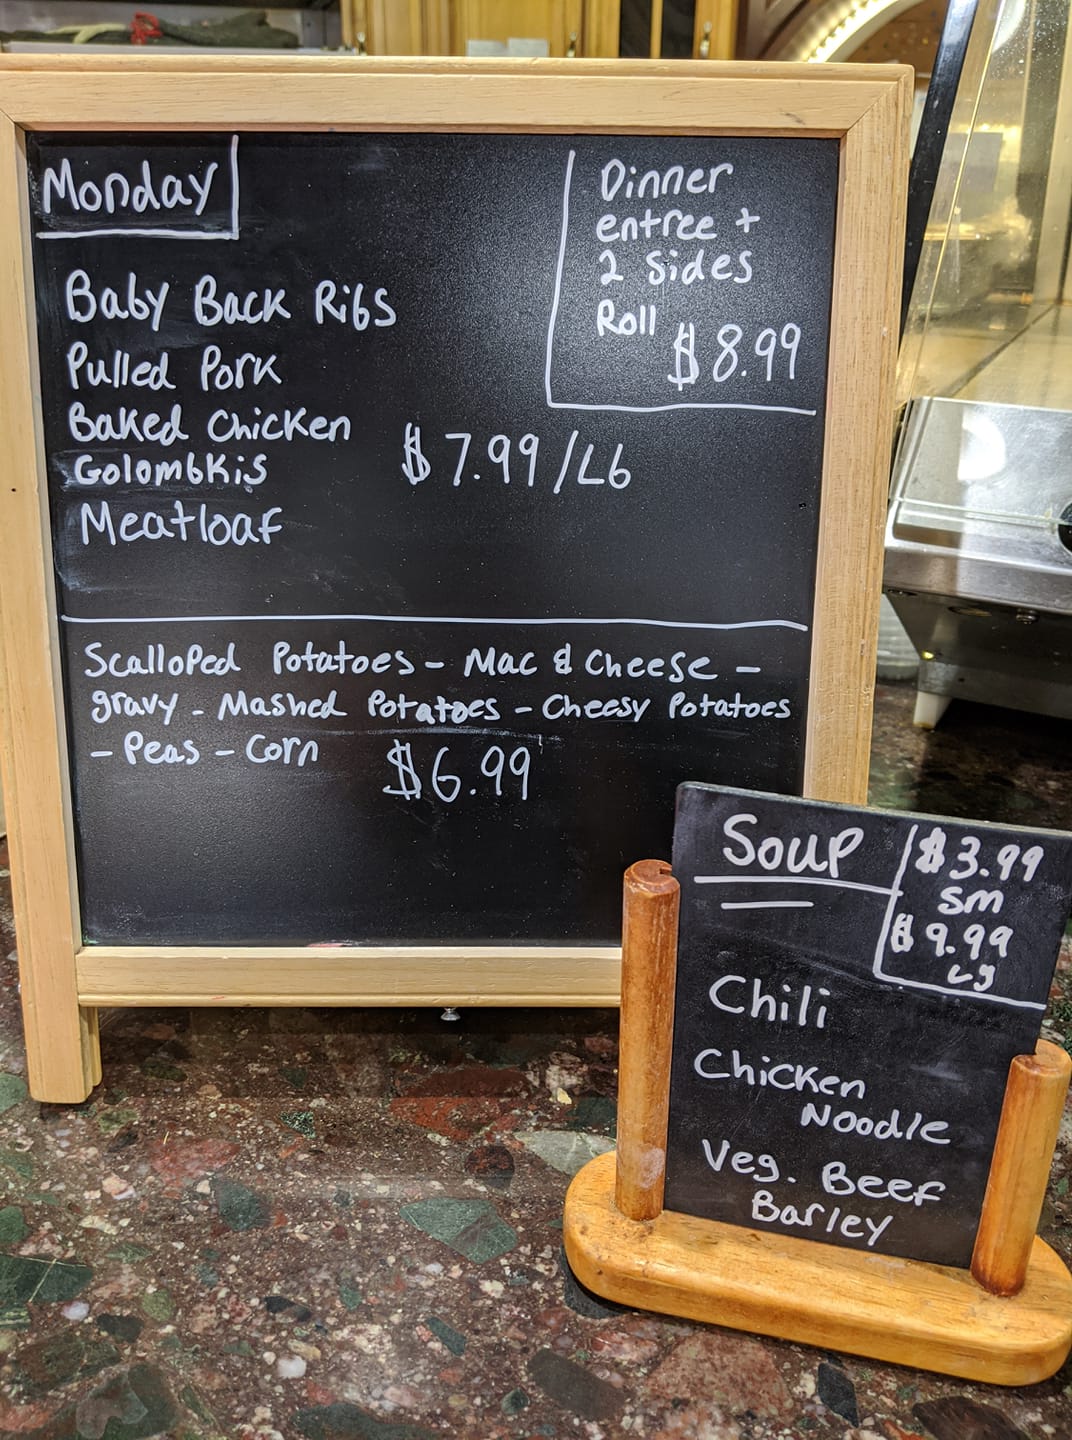 Monday
Dinner
entree +
2 sides
Roll
$8.99
Baby Back Ribs
Pulled Pork
Baked Chicken
Golombkis
$7.99/Lb
Meatloaf
Scalloped Potatoes - Mac & Cheese -
gravy - Mashed Potatoes - Cheesy Potatoes
- Peas - Corn $6.99
Soup
$3.99
sm
$9.99
Lg
Chili
Chicken
Noodle
Veg. Beef
Barley